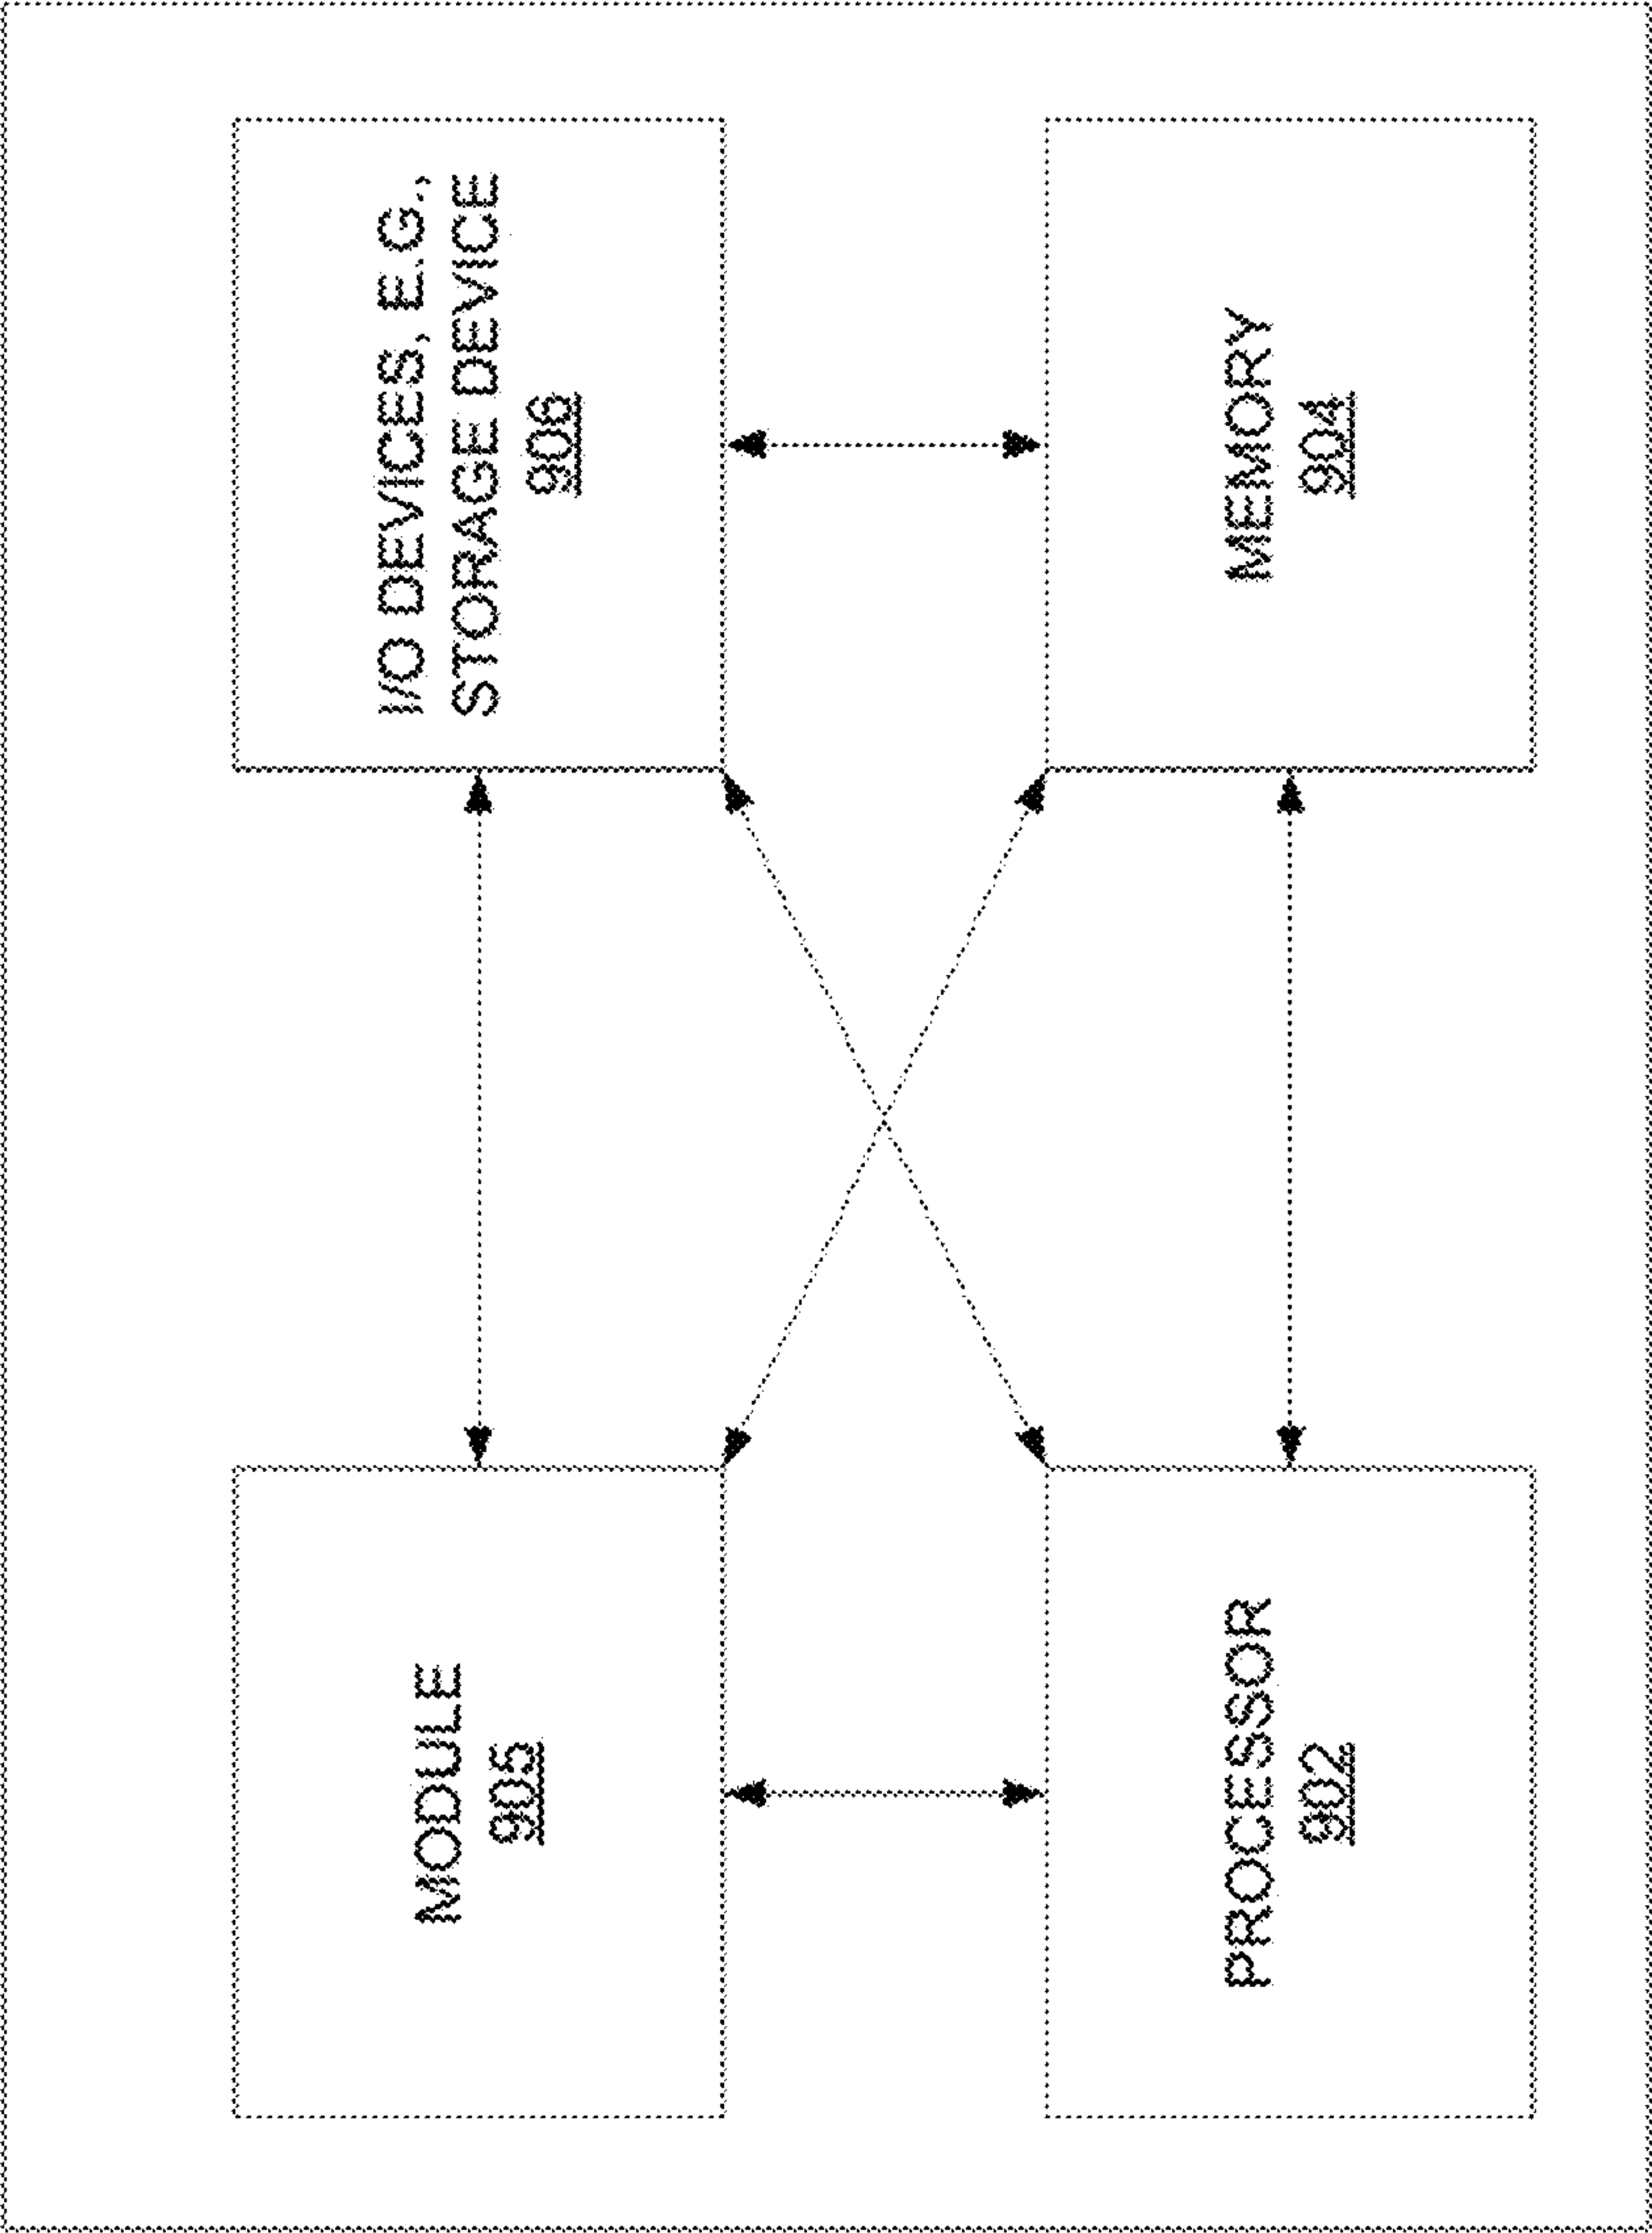 MODULE
905
I/O DEVICES, E.G.,
STORAGE DEVICE
906
PROCESSOR
902
MEMORY
904